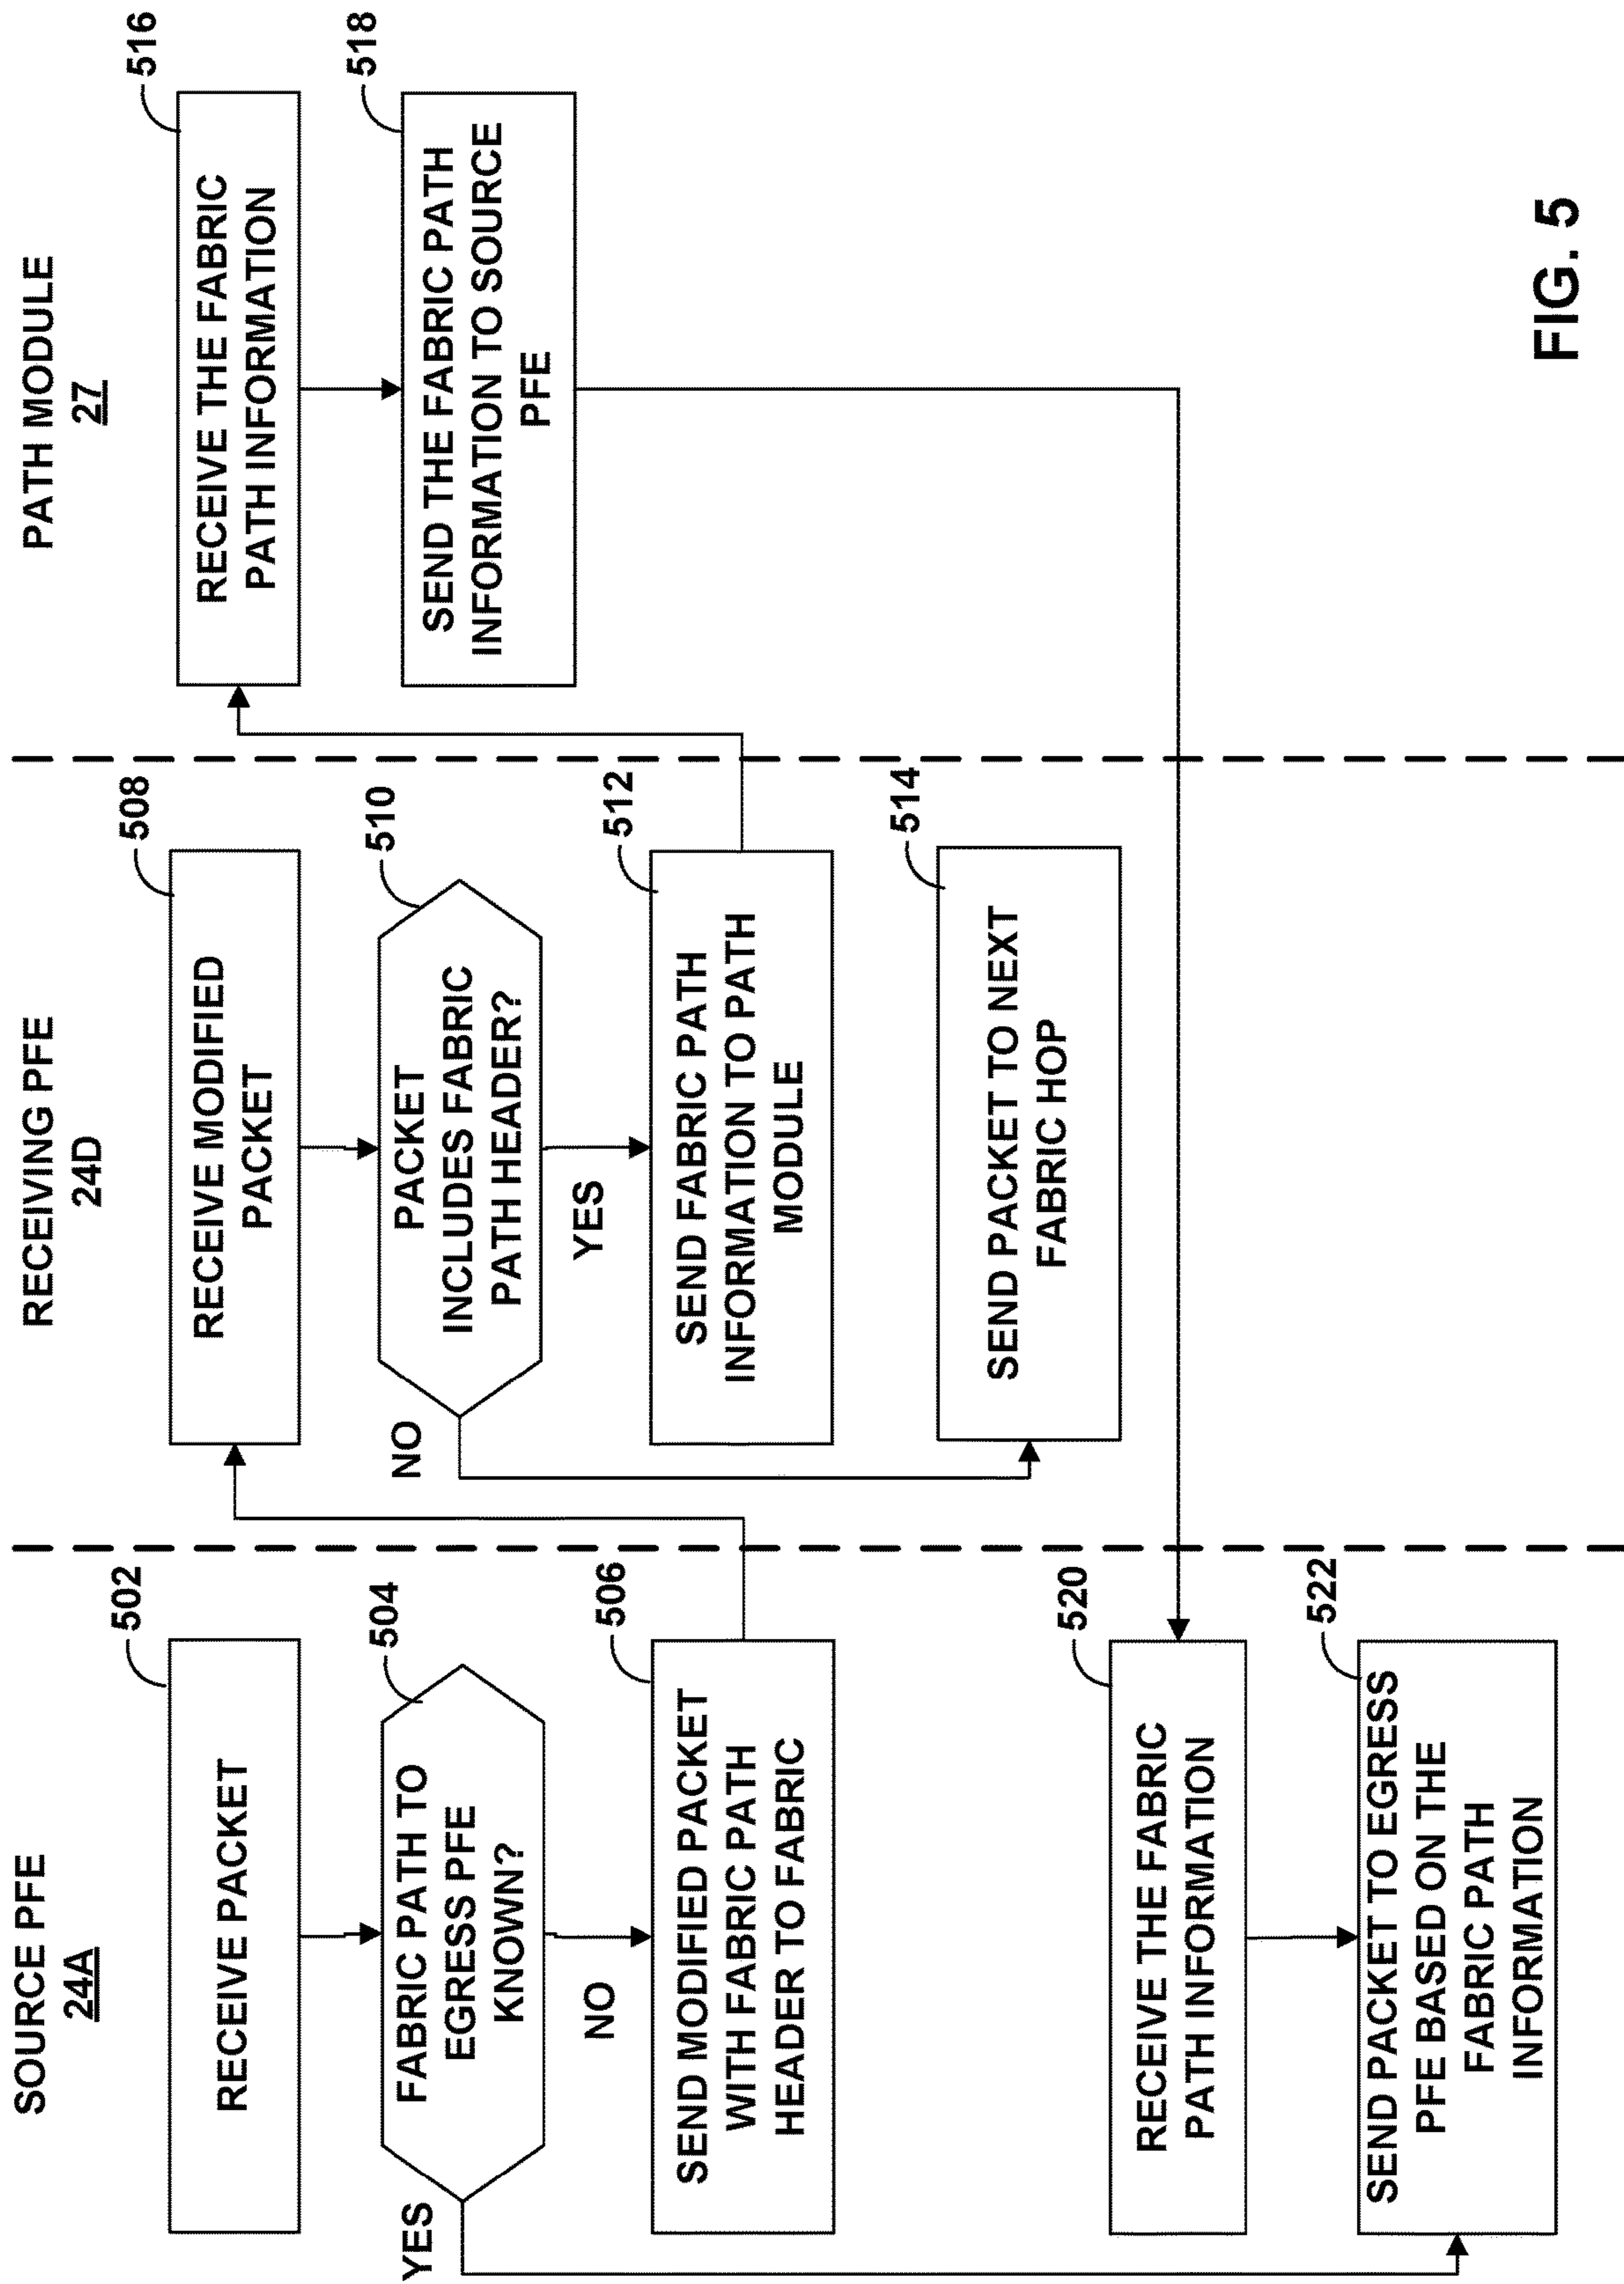 SOURCE PFE
24A
502
RECEIVE PACKET
504
FABRIC PATH TO
EGRESS PFE
KNOWN?
YES
NO
506
SEND MODIFIED PACKET
WITH FABRIC PATH
HEADER TO FABRIC
520
RECEIVE THE FABRIC
PATH INFORMATION
522
SEND PACKET TO EGRESS
PFE BASED ON THE
FABRIC PATH
INFORMATION
RECEIVING PFE
24D
508
RECEIVE MODIFIED
PACKET
510
PACKET
INCLUDES FABRIC
PATH HEADER?
NO
YES
512
SEND FABRIC PATH
INFORMATION TO PATH
MODULE
514
SEND PACKET TO NEXT
FABRIC HOP
PATH MODULE
27
516
RECEIVE THE FABRIC
PATH INFORMATION
518
SEND THE FABRIC PATH
INFORMATION TO SOURCE
PFE
FIG. 5